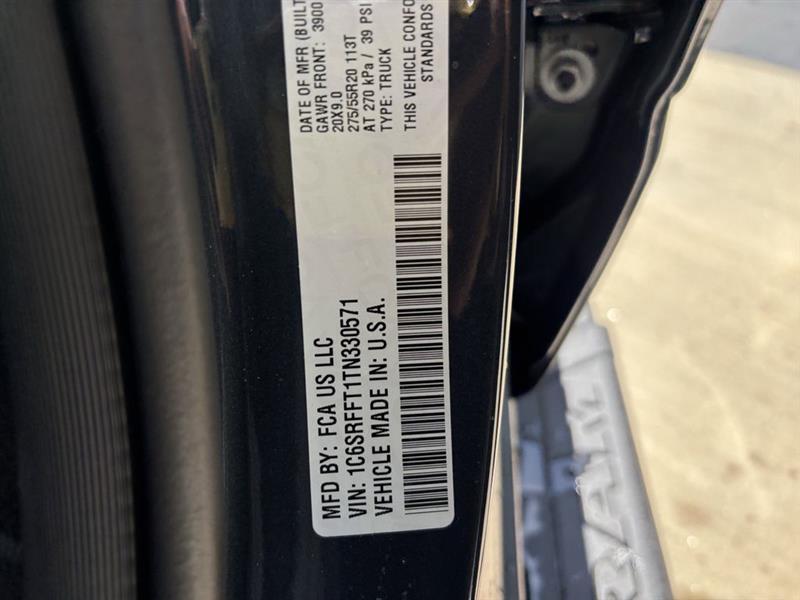 MFD BY: FCA US LLC
VIN: 1C6SRFFT1TN330571
VEHICLE MADE IN: U.S.A.
DATE OF MFR (BUILT
GAWR FRONT: 3900
20X9.0
275/55R20 113T
AT 270 kPa / 39 PSI
TYPE: TRUCK
THIS VEHICLE CONFO
STANDARDS
RAM